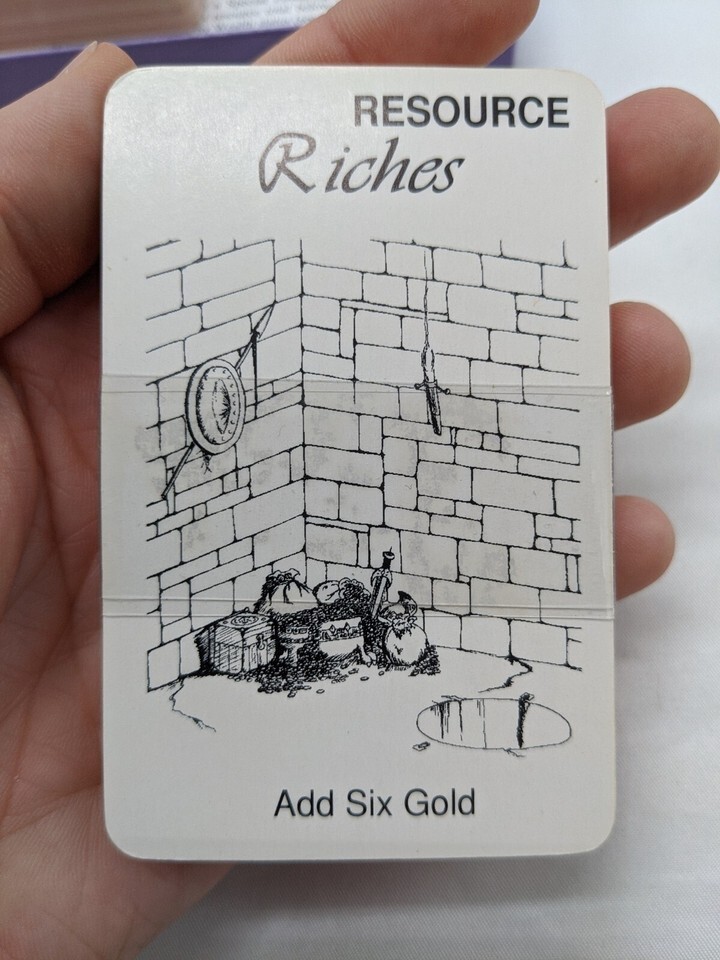 RESOURCE
Riches
Add Six Gold